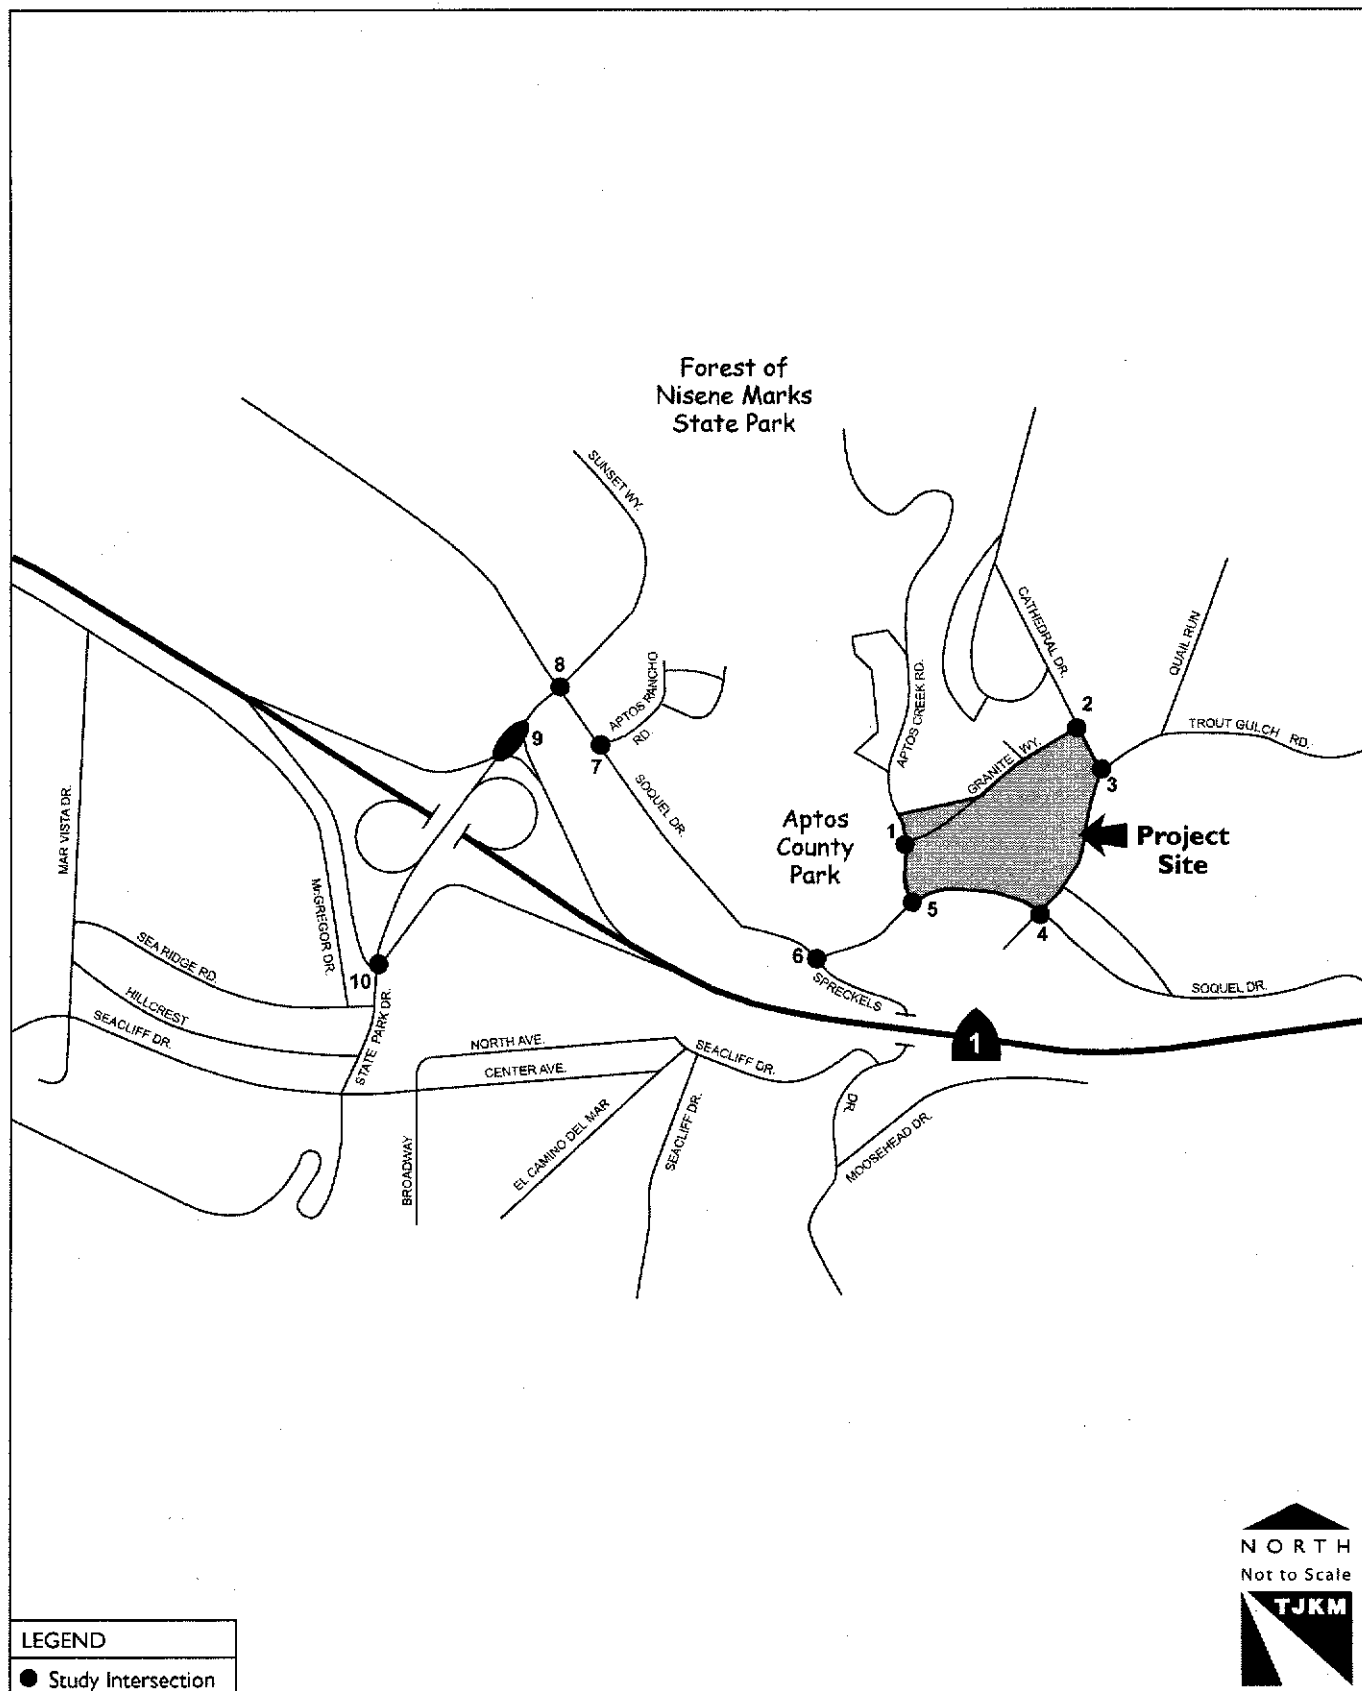 Forest of
Nisene Marks
State Park
SUNSET WY.
CATHEDRAL DR.
QUAIL RUN
8
APTOS RANCHO
RD.
APTOS CREEK RD.
2
TROUT GULCH RD.
9
7
3
GRANITE WY.
SOQUEL DR.
MAR VISTA DR.
Aptos
County
Park
1
Project
Site
McGREGOR DR.
5
4
SEA RIDGE RD.
10
6
SPRECKELS
SOQUEL DR.
HILLCREST
SEACLIFF DR.
STATE PARK DR.
NORTH AVE.
CENTER AVE.
SEACLIFF DR.
1
DR.
EL CAMINO DEL MAR
SEACLIFF DR.
MOOSEHEAD DR.
BROADWAY
NORTH
Not to Scale
TJKM
LEGEND
Study Intersection